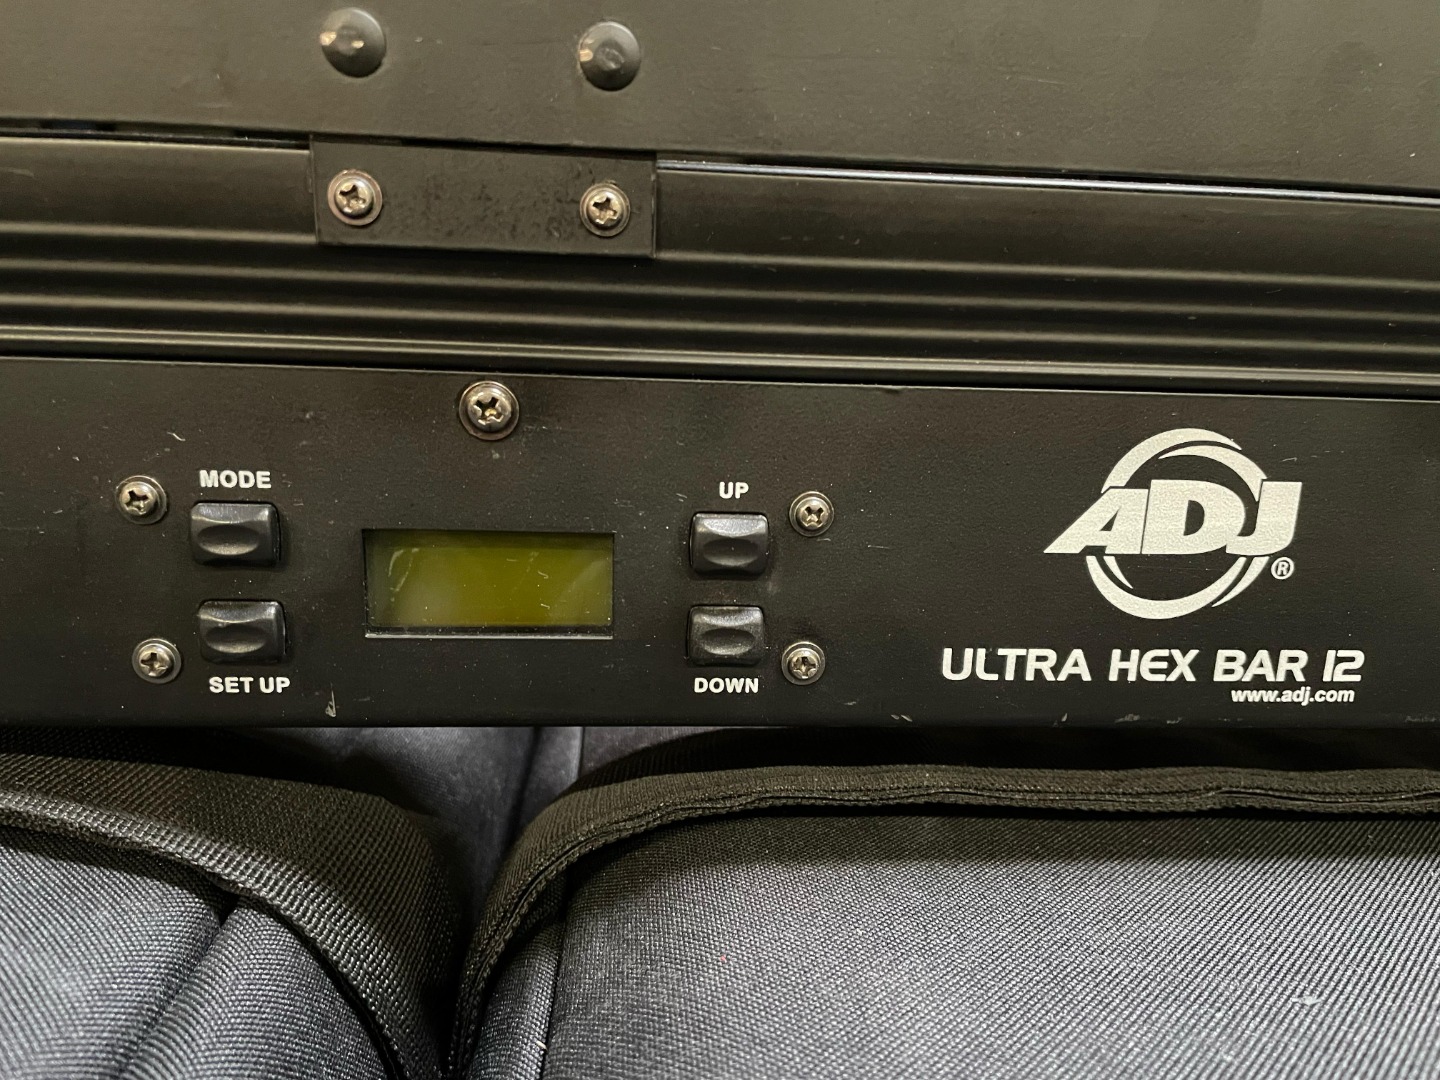 MODE
UP
ADJ®
SET UP
DOWN
ULTRA HEX BAR 12
www.adj.com